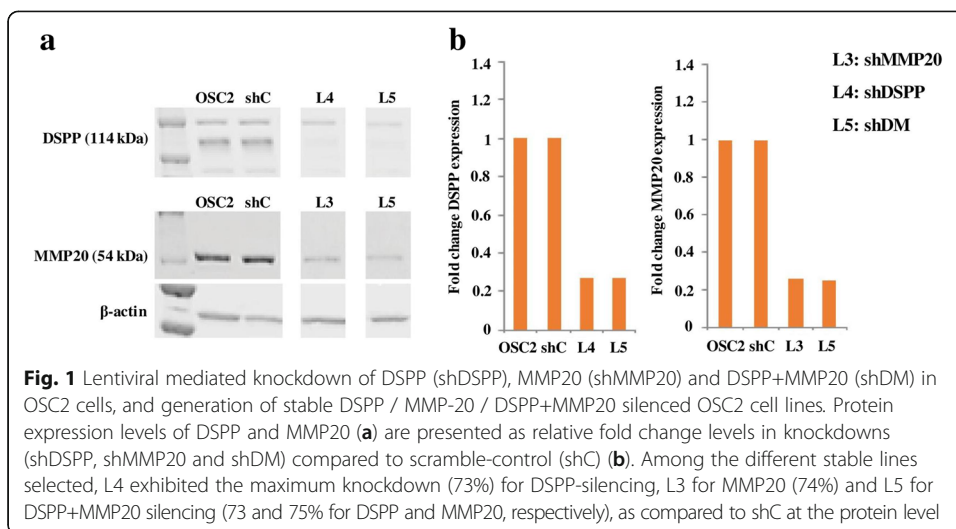 a
OSC2 shC L4 L5
DSPP (114 kDa)
OSC2 shC L3 L5
MMP20 (54 kDa)
β-actin
b
Fold change DSPP expression
1.4
1.2
1
0.8
0.6
0.4
0.2
0
OSC2 shC L4 L5
Fold change MMP20 expression
1.4
1.2
1
0.8
0.6
0.4
0.2
0
OSC2 shC L3 L5
L3: shMMP20
L4: shDSPP
L5: shDM
Fig. 1 Lentiviral mediated knockdown of DSPP (shDSPP), MMP20 (shMMP20) and DSPP+MMP20 (shDM) in
OSC2 cells, and generation of stable DSPP / MMP-20 / DSPP+MMP20 silenced OSC2 cell lines. Protein
expression levels of DSPP and MMP20 (a) are presented as relative fold change levels in knockdowns
(shDSPP, shMMP20 and shDM) compared to scramble-control (shC) (b). Among the different stable lines
selected, L4 exhibited the maximum knockdown (73%) for DSPP-silencing, L3 for MMP20 (74%) and L5 for
DSPP+MMP20 silencing (73 and 75% for DSPP and MMP20, respectively), as compared to shC at the protein level